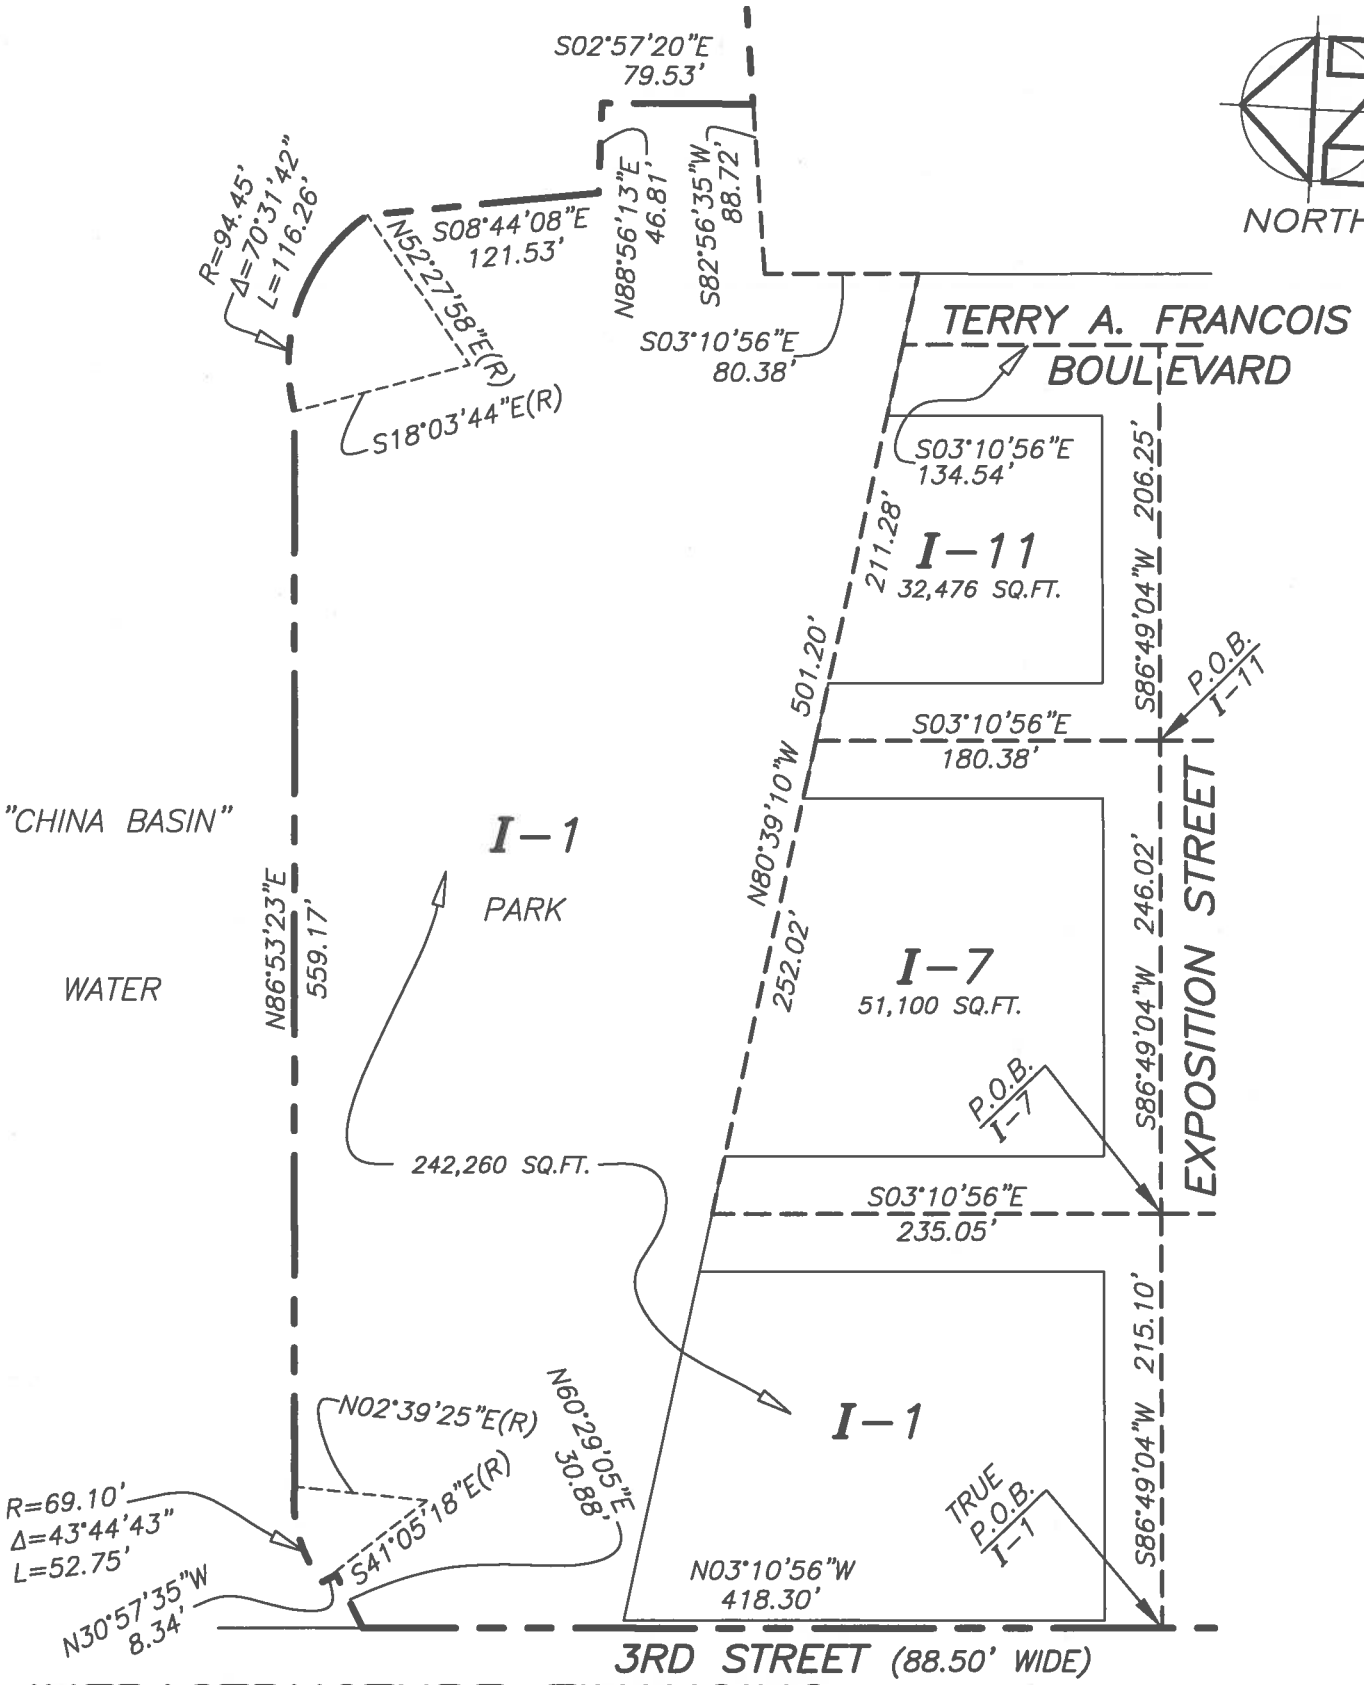 S02°57'20"E
79.53'
NORTH
R=94.45'
Δ=70°31'42"
L=116.26'
N52°27'58"E(R)
S08°44'08"E
121.53'
N88°56'13"E
46.81'
S82°56'35"W
88.72'
S18°03'44"E(R)
S03°10'56"E
80.38'
TERRY A. FRANCOIS
BOULEVARD
S03°10'56"E
134.54'
211.28'
I-11
32,476 SQ.FT.
S86°49'04"W 206.25'
P.O.B.
I-11
N80°39'10"W 501.20'
S03°10'56"E
180.38'
"CHINA BASIN"
WATER
N86°53'23"E
559.17'
I-1
PARK
252.02'
I-7
51,100 SQ.FT.
S86°49'04"W 246.02'
EXPOSITION STREET
P.O.B.
I-7
242,260 SQ.FT.
S03°10'56"E
235.05'
S86°49'04"W 215.10'
I-1
N02°39'25"E(R)
S41°05'18"E(R)
N60°29'05"E
30.88'
R=69.10'
Δ=43°44'43"
L=52.75'
N30°57'35"W
8.34'
TRUE
P.O.B.
I-1
N03°10'56"W
418.30'
3RD STREET (88.50' WIDE)